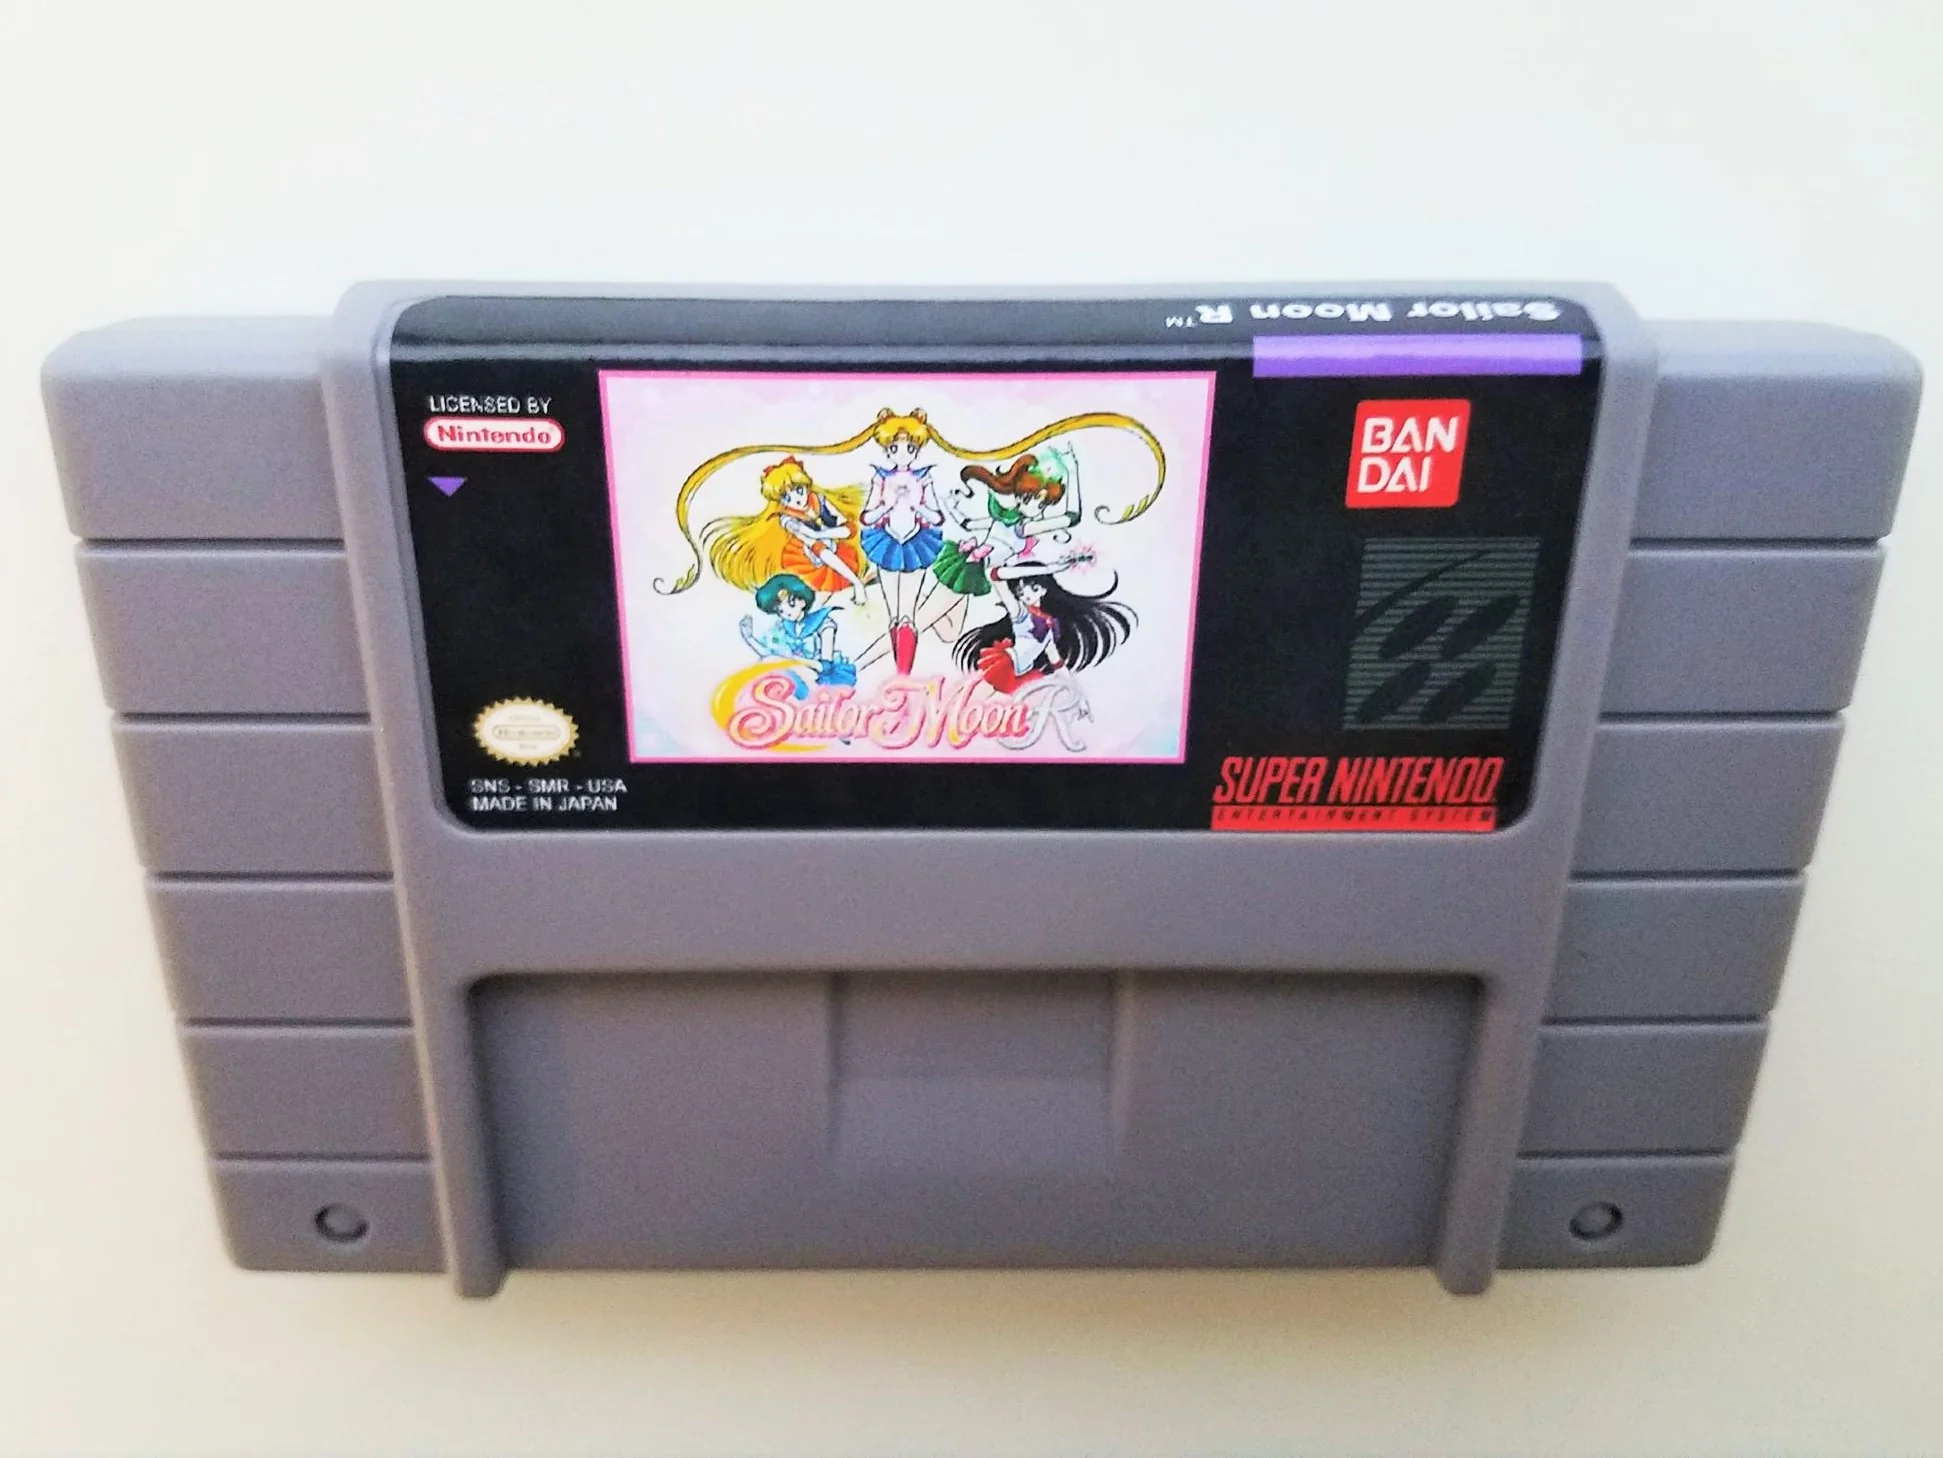 Sailor Moon R™
LICENSED BY
Nintendo
BAN
DAI
Sailor Moon R
Nintendo
SNS - SMR - USA
MADE IN JAPAN
SUPER NINTENDO
ENTERTAINMENT SYSTEM